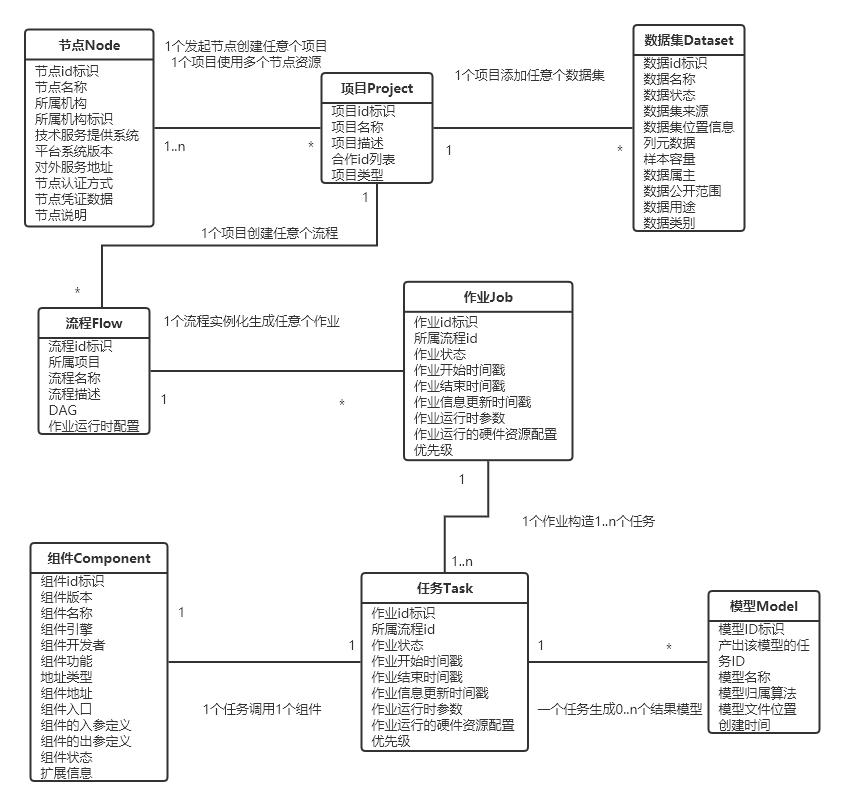 节点Node
节点id标识
节点名称
所属机构
所属机构标识
技术服务提供系统
平台系统版本
对外服务地址
节点认证方式
节点凭证数据
节点说明
1个发起节点创建任意个项目
1个项目使用多个节点资源
1..n
*
项目Project
项目id标识
项目名称
项目描述
合作id列表
项目类型
1个项目添加任意个数据集
1
*
数据集Dataset
数据id标识
数据名称
数据状态
数据集来源
数据集位置信息
列元数据
样本容量
数据属主
数据公开范围
数据用途
数据类别
1
1个项目创建任意个流程
*
流程Flow
流程id标识
所属项目
流程名称
流程描述
DAG
作业运行时配置
1个流程实例化生成任意个作业
1
*
作业Job
作业id标识
所属流程id
作业状态
作业开始时间戳
作业结束时间戳
作业信息更新时间戳
作业运行时参数
作业运行的硬件资源配置
优先级
1
1个作业构造1..n个任务
1..n
组件Component
组件id标识
组件版本
组件名称
组件引擎
组件开发者
组件功能
地址类型
组件地址
组件入口
组件的入参定义
组件的出参定义
组件状态
扩展信息
1
1
1个任务调用1个组件
任务Task
作业id标识
所属流程id
作业状态
作业开始时间戳
作业结束时间戳
作业信息更新时间戳
作业运行时参数
作业运行的硬件资源配置
优先级
1
*
一个任务生成0..n个结果模型
模型Model
模型ID标识
产出该模型的任
务ID
模型名称
模型归属算法
模型文件位置
创建时间